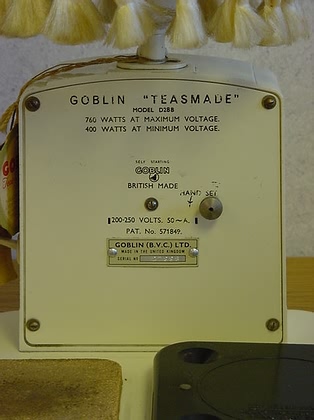 GOBLIN "TEASMADE"
MODEL D28B
760 WATTS AT MAXIMUM VOLTAGE.
400 WATTS AT MINIMUM VOLTAGE.
SELF STARTING
GOBLIN
BRITISH MADE
HAND SET
200-250 VOLTS. 50~A.
PAT. No. 571849.
GOBLIN (B.V.C.) LTD.
MADE IN THE UNITED KINGDOM
SERIAL No